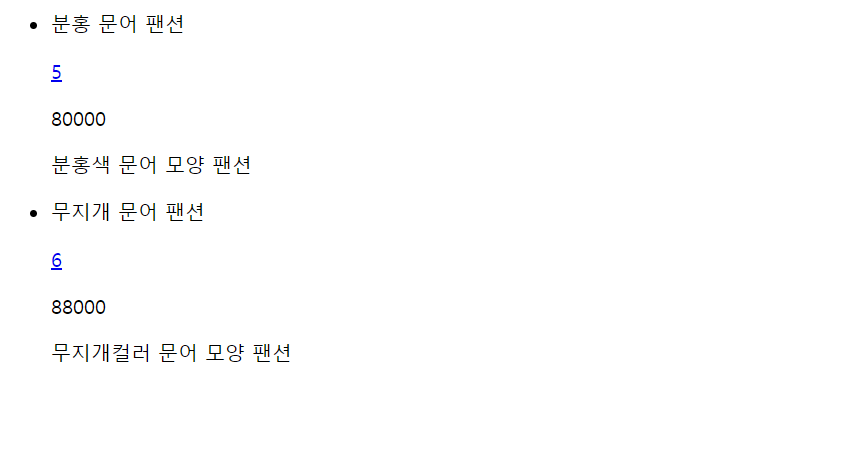 분홍 문어 팬션
5
80000
분홍색 문어 모양 팬션
무지개 문어 팬션
6
88000
무지개컬러 문어 모양 팬션